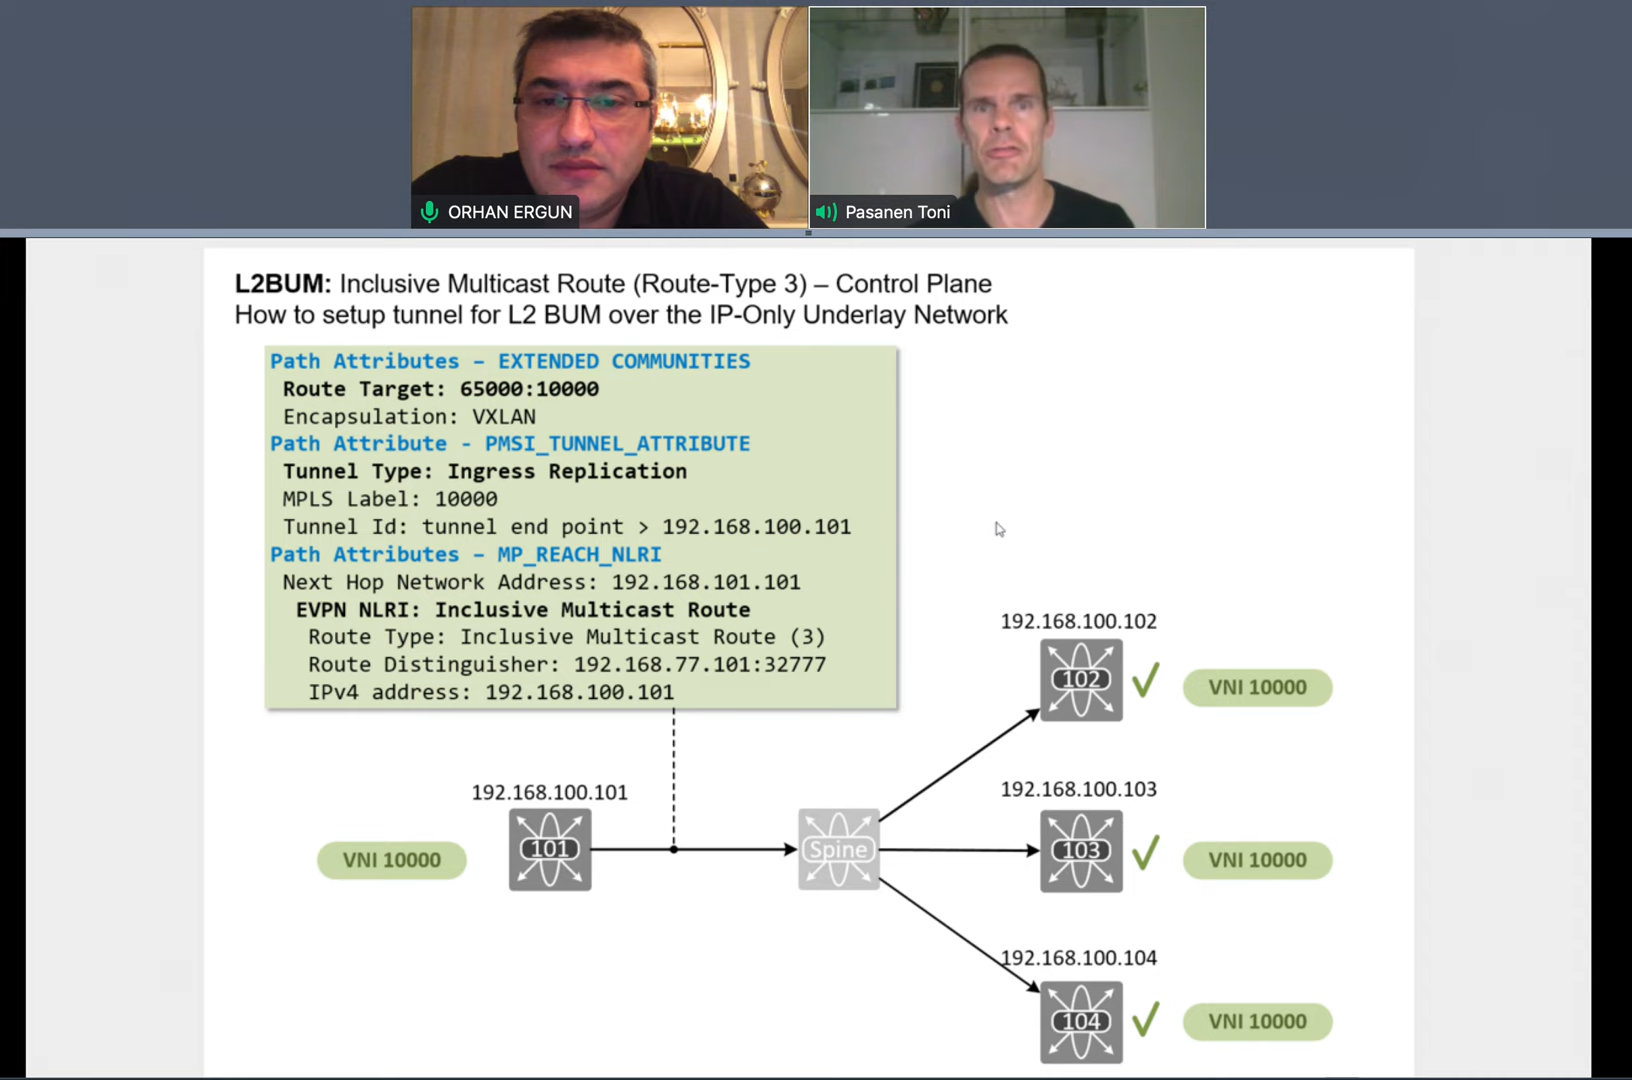 ORHAN ERGUN
Pasanen Toni
L2BUM: Inclusive Multicast Route (Route-Type 3) – Control Plane
How to setup tunnel for L2 BUM over the IP-Only Underlay Network
Path Attributes – EXTENDED COMMUNITIES
Route Target: 65000:10000
Encapsulation: VXLAN
Path Attribute - PMSI_TUNNEL_ATTRIBUTE
Tunnel Type: Ingress Replication
MPLS Label: 10000
Tunnel Id: tunnel end point > 192.168.100.101
Path Attributes – MP_REACH_NLRI
Next Hop Network Address: 192.168.101.101
EVPN NLRI: Inclusive Multicast Route
Route Type: Inclusive Multicast Route (3)
Route Distinguisher: 192.168.77.101:32777
IPv4 address: 192.168.100.101
192.168.100.102
102
VNI 10000
192.168.100.101
192.168.100.103
VNI 10000
101
Spine
103
VNI 10000
192.168.100.104
104
VNI 10000